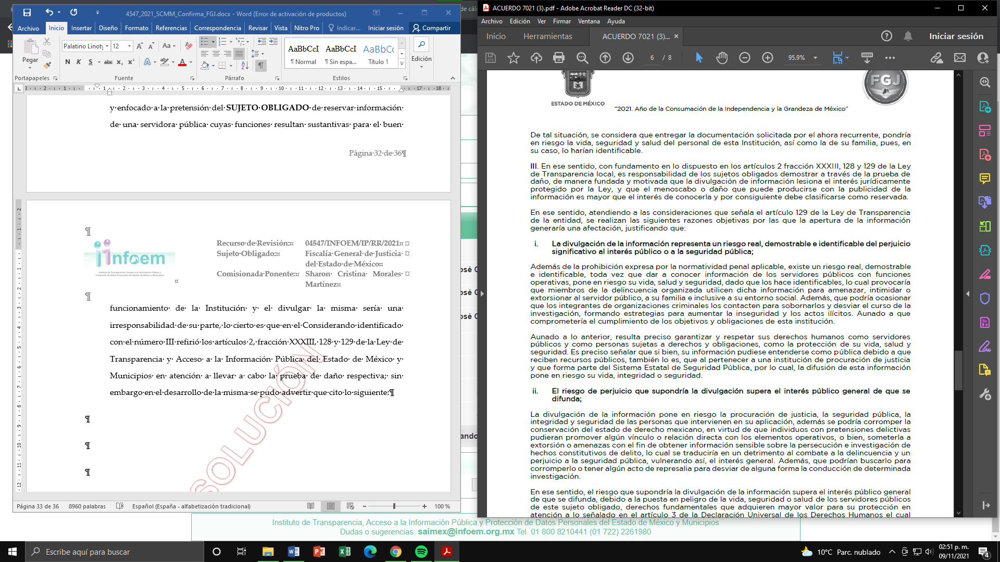 4547_2021_SCMM_Confirma_FGJ.docx - Word (Error de activación de productos)
Archivo
Inicio
Insertar
Diseño
Formato
Referencias
Correspondencia
Revisar
Vista
Nitro Pro
Indicar...
Iniciar sesión
Compartir
Pegar
Palatino Linoty
12
N K S abc x₂ x²
AaBbCcI AaBbCcI AaBbCc
¶ Normal ¶ Sin espa... Título 1
Edición
Portapapeles
Fuente
Párrafo
Estilos
y enfocado a la pretensión del SUJETO OBLIGADO de reservar información
de una servidora pública cuyas funciones resultan sustantivas para el buen
Página 32 de 36¶
infoem
Instituto de Transparencia, Acceso a la Información Pública y
Protección de Datos Personales del Estado de México y Municipios
Recurso de Revisión: 04547/INFOEM/IP/RR/2021
Sujeto Obligado: Fiscalía General de Justicia
del Estado de México
Comisionada Ponente: Sharon Cristina Morales
Martínez
funcionamiento de la Institución y el divulgar la misma sería una
irresponsabilidad de su parte, lo cierto es que en el Considerando identificado
con el número III refirió los artículos 2, fracción XXXIII, 128 y 129 de la Ley de
Transparencia y Acceso a la Información Pública del Estado de México y
Municipios en atención a llevar a cabo la prueba de daño respectiva; sin
embargo en el desarrollo de la misma se pudo advertir que cito lo siguiente:¶
SOLUCIÓN
Página 33 de 36
8960 palabras
Español (España - alfabetización tradicional)
100 %
ACUERDO 7021 (3).pdf - Adobe Acrobat Reader DC (32-bit)
Archivo Edición Ver Firmar Ventana Ayuda
Inicio
Herramientas
ACUERDO 7021 (3)...
Iniciar sesión
6 / 8
95.9%
ESTADO DE MÉXICO
FGJ
“2021. Año de la Consumación de la Independencia y la Grandeza de México”
De tal situación, se considera que entregar la documentación solicitada por el ahora recurrente, pondría
en riesgo la vida, seguridad y salud del personal de esta Institución, así como la de su familia, pues, en
su caso, lo harían identificable.
III. En ese sentido, con fundamento en lo dispuesto en los artículos 2 fracción XXXIII, 128 y 129 de la Ley
de Transparencia local, es responsabilidad de los sujetos obligados demostrar a través de la prueba de
daño, de manera fundada y motivada que la divulgación de información lesiona el interés jurídicamente
protegido por la Ley, y que el menoscabo o daño que puede producirse con la publicidad de la
información es mayor que el interés de conocerla y por consiguiente debe clasificarse como reservada.
En ese sentido, atendiendo a las consideraciones que señala el artículo 129 de la Ley de Transparencia
de la entidad, se realizan las siguientes razones objetivas por las que la apertura de la información
generaría una afectación, justificando que:
i. La divulgación de la información representa un riesgo real, demostrable e identificable del perjuicio
significativo al interés público o a la seguridad pública;
Además de la prohibición expresa por la normatividad penal aplicable, existe un riesgo real, demostrable
e identificable, toda vez que dar a conocer información de los servidores públicos con funciones
operativas, pone en riesgo su vida, salud y seguridad, dado que los hace identificables, lo cual provocaría
que miembros de la delincuencia organizada utilicen dicha información para amenazar, intimidar o
extorsionar al servidor público, a su familia e inclusive a su entorno social. Además, que podría ocasionar
que los integrantes de organizaciones criminales los contacten para sobornarlos y desviar el curso de la
investigación, formando estrategias para aumentar la inseguridad y los actos ilícitos. Aunado a que
comprometería el cumplimiento de los objetivos y obligaciones de esta institución.
Aunado a lo anterior, resulta preciso garantizar y respetar sus derechos humanos como servidores
públicos y como personas sujetas a derechos y obligaciones, como la protección de su vida, salud y
seguridad. Es preciso señalar que si bien, su información pudiese entenderse como pública debido a que
reciben recursos públicos, también lo es, que al pertenecer a una institución de procuración de justicia
y que forma parte del Sistema Estatal de Seguridad Pública, por lo cual, la difusión de esta información
pone en riesgo su vida, integridad o seguridad.
ii. El riesgo de perjuicio que supondría la divulgación supera el interés público general de que se
difunda;
La divulgación de la información pone en riesgo la procuración de justicia, la seguridad pública, la
integridad y seguridad de las personas que intervienen en su aplicación, además se podría corromper la
conservación del estado de derecho mexicano, en virtud de que individuos con pretensiones delictivas
pudieran promover algún vínculo o relación directa con los elementos operativos, o bien, someterla a
extorsión o amenazas con el fin de obtener información sensible sobre la persecución e investigación de
hechos constitutivos de delito, lo cual se traduciría en un detrimento al combate a la delincuencia y un
perjuicio a la seguridad pública, vulnerando así, el interés general. Además, que podrían buscarlo para
corromperlo o tener algún acto de represalia para desviar de alguna forma la conducción de determinada
investigación.
En ese sentido, el riesgo que supondría la divulgación de la información supera el interés público general
de que se difunda, debido a la puesta en peligro de la vida, seguridad o salud de los servidores públicos
de este sujeto obligado, derechos fundamentales que adquieren mayor valor para su protección en
atención a lo señalado en el artículo 3 de la Declaración Universal de los Derechos Humanos el cual
Instituto de Transparencia, Acceso a la Información Pública y Protección de Datos Personales del Estado de México y Municipios
Dudas o sugerencias: saimex@infoem.org.mx Tel. 01 800 8210441 (01 722) 2261980
Escribe aquí para buscar
10°C Parc. nublado
02:51 p. m.
09/11/2021
4